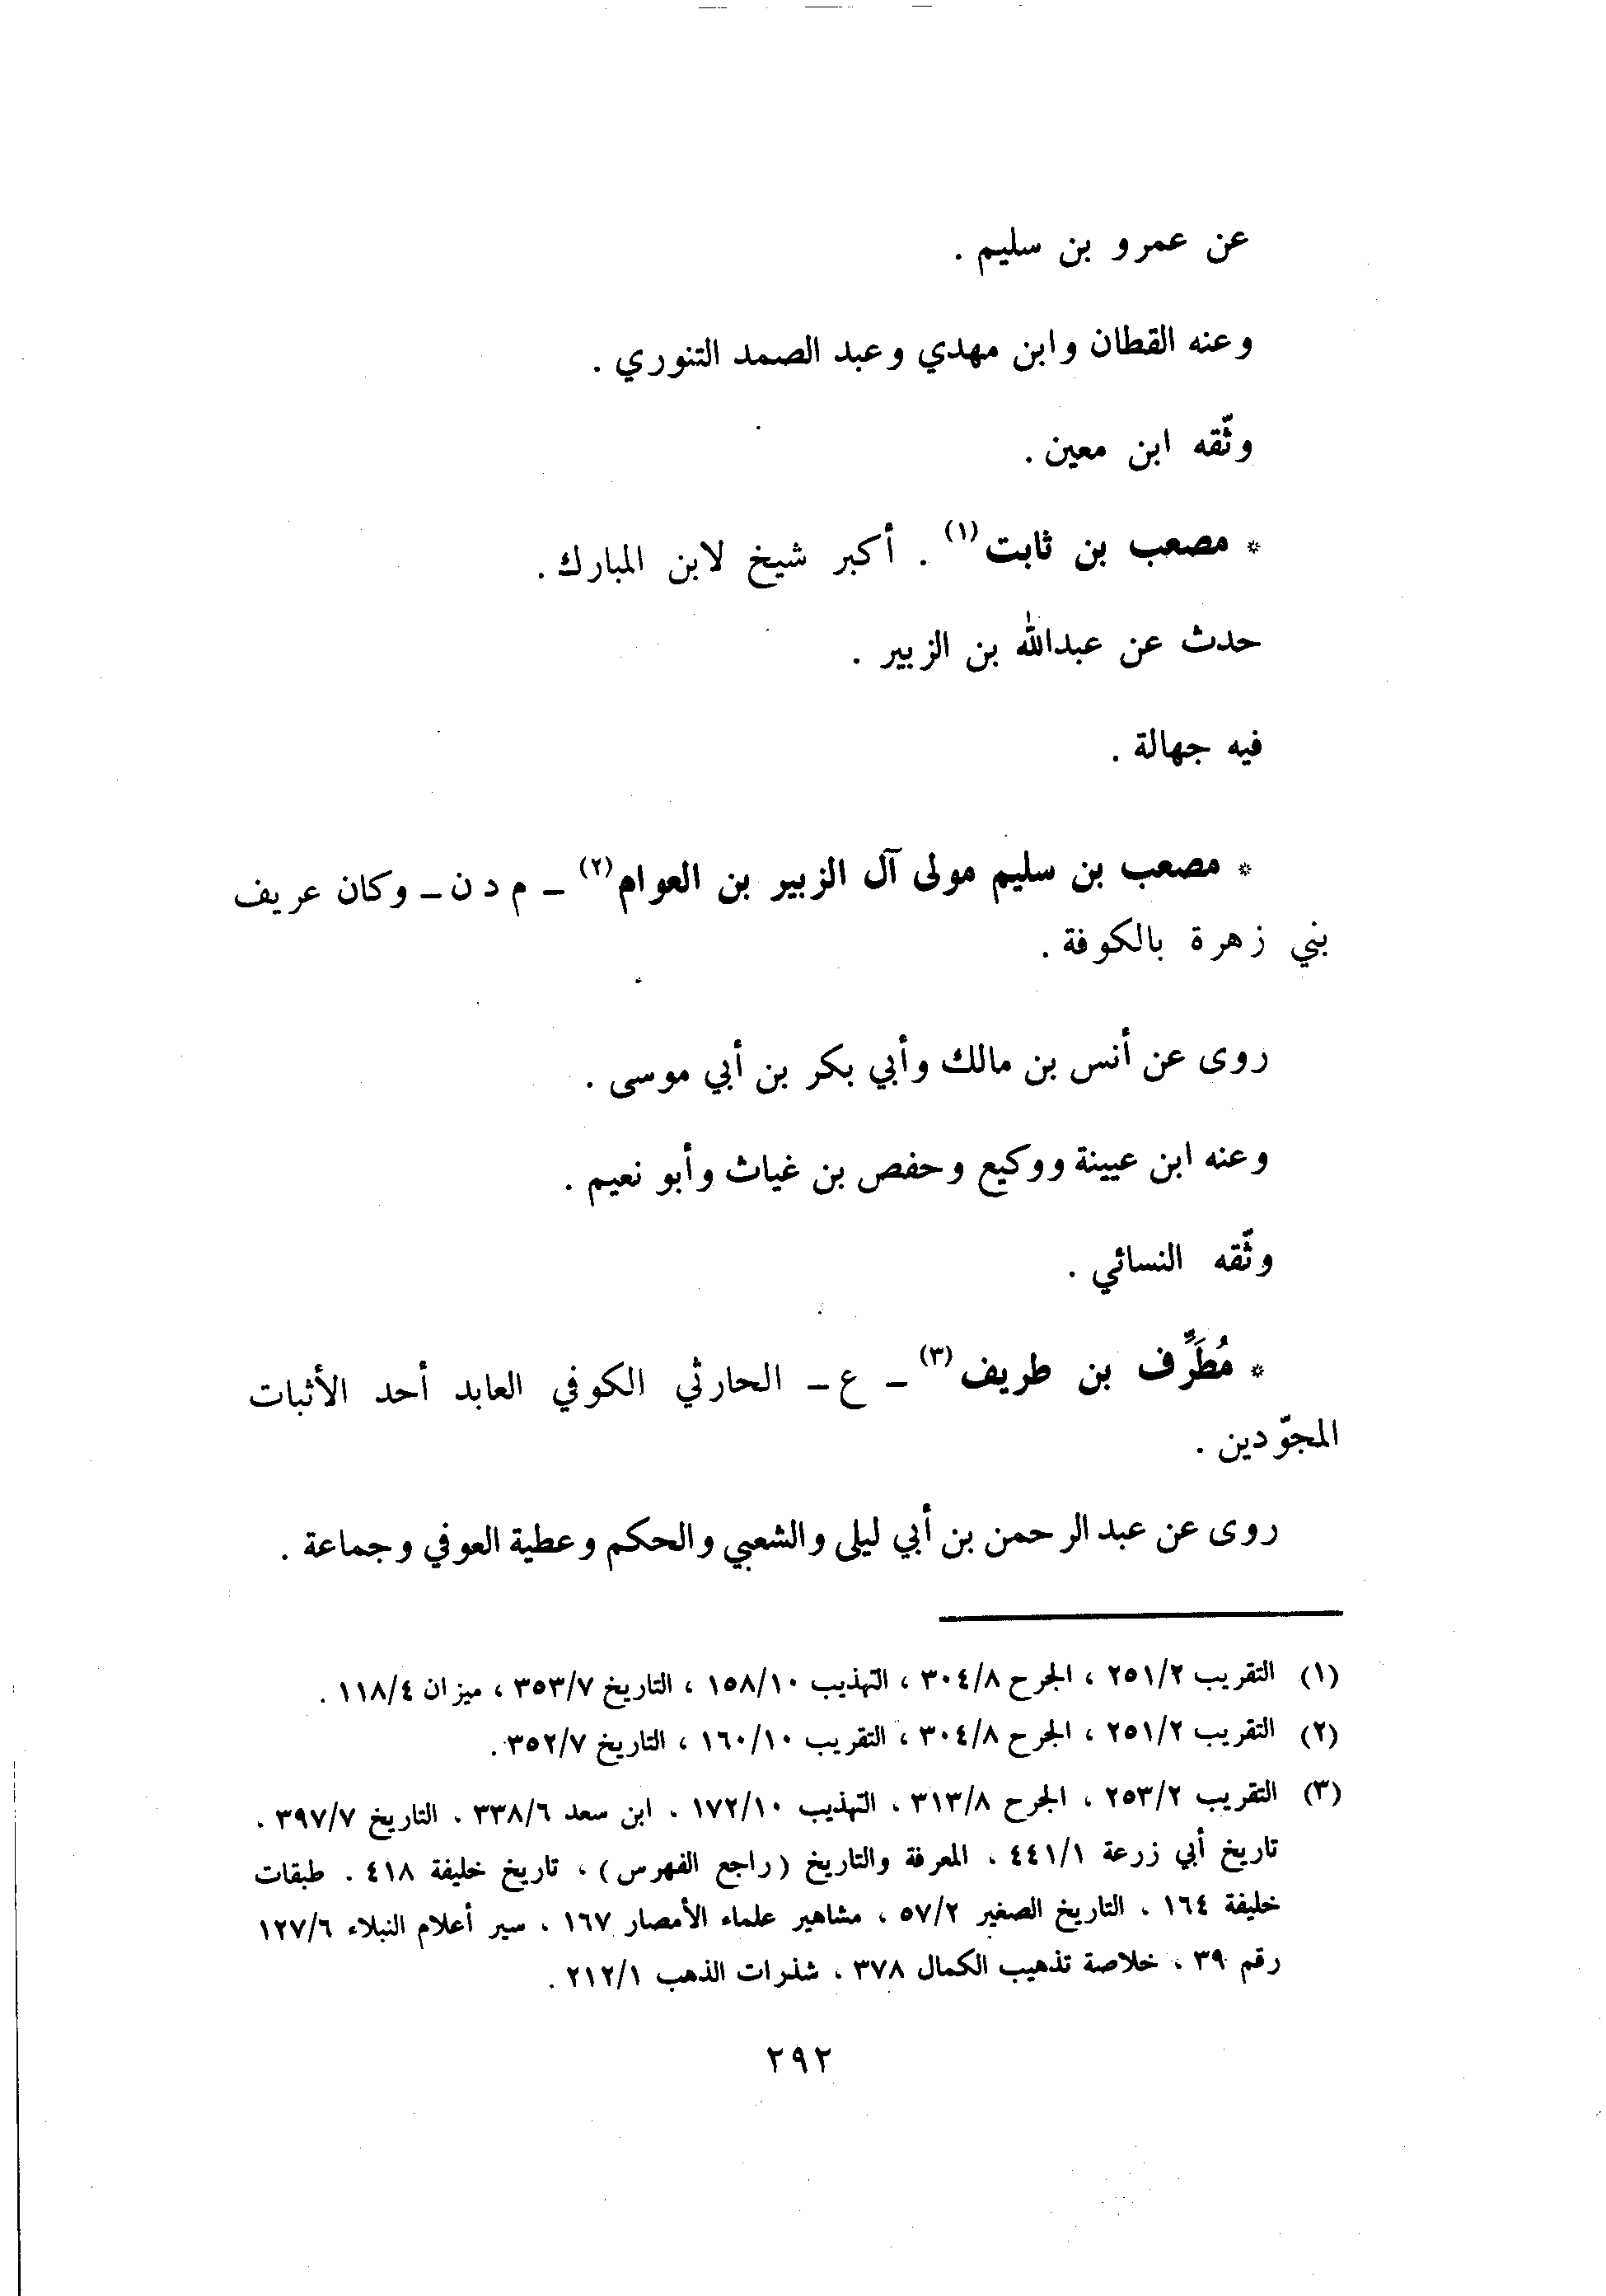 عن عمرو بن سليم .
وعنه القطان وابن مهدي وعبد الصمد التنوري .
وثّقه ابن معين .
* مصعب بن ثابت (١) . أكبر شيخ لابن المبارك .
حدث عن عبدالله بن الزبير .
فيه جهالة .
* مصعب بن سليم مولى آل الزبير بن العوام (٢) ـ م د ن ـ وكان عريف
بني زهرة بالكوفة .
روى عن أنس بن مالك وأبي بكر بن أبي موسى .
وعنه ابن عيينة ووكيع وحفص بن غياث وأبو نعيم .
وثّقه النسائي .
* مُطَرِّف بن طريف (٣) ـ ع ـ الحارثي الكوفي العابد أحد الأثبات
المجوّدين .
روى عن عبد الرحمن بن أبي ليلى والشعبي والحكم وعطية العوفي وجماعة .
(١) التقريب ٢٥١/٢ ، الجرح ٣٠٤/٨ ، التهذيب ١٥٨/١٠ ، التاريخ ٣٥٣/٧ ، ميزان ١١٨/٤ .
(٢) التقريب ٢٥١/٢ ، الجرح ٣٠٤/٨ ، التقريب ١٦٠/١٠ ، التاريخ ٣٥٢/٧ .
(٣) التقريب ٢٥٣/٢ ، الجرح ٣١٣/٨ ، التهذيب ١٧٢/١٠ ، ابن سعد ٣٣٨/٦ ، التاريخ ٣٩٧/٧ .
تاريخ أبي زرعة ٤٤١/١ ، المعرفة والتاريخ (راجع الفهرس) ، تاريخ خليفة ٤١٨ . طبقات
خليفة ١٦٤ ، التاريخ الصغير ٥٧/٢ ، مشاهير علماء الأمصار ١٦٧ ، سير أعلام النبلاء ١٢٧/٦
رقم ٣٩ ، خلاصة تذهيب الكمال ٣٧٨ ، شذرات الذهب ٢١٢/١ .
٢٩٢